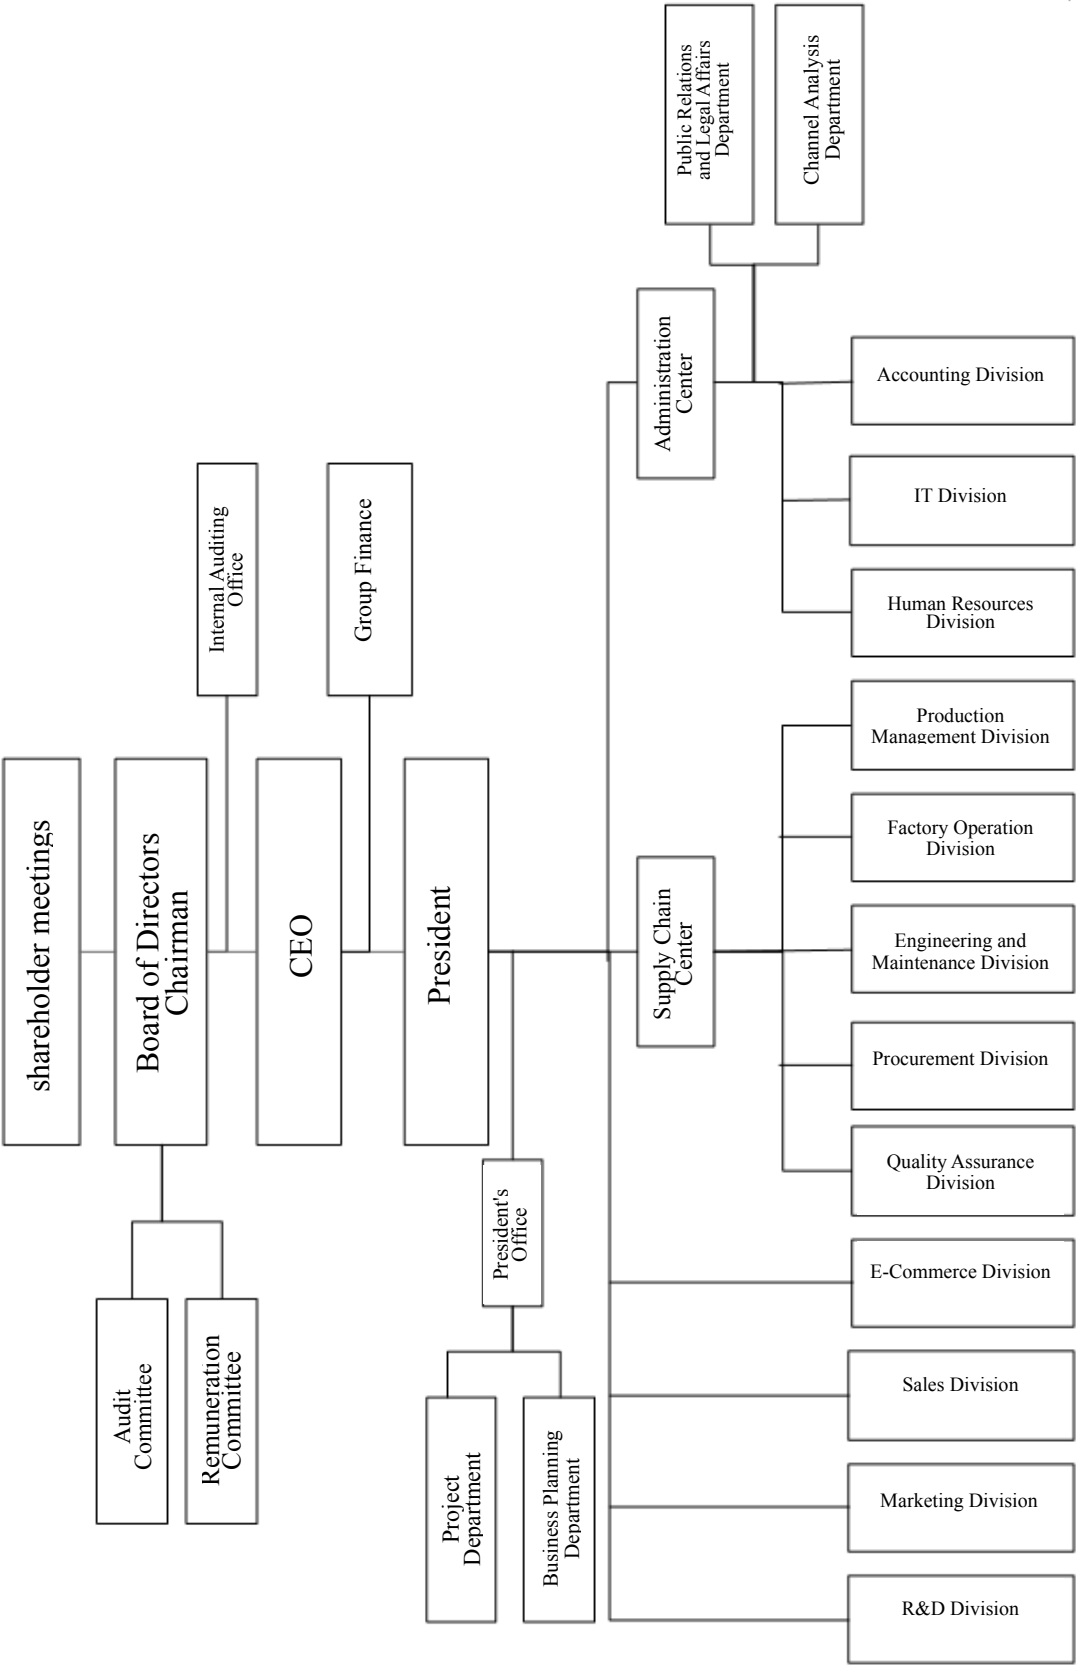 shareholder meetings
Board of Directors
Chairman
Audit
Committee
Remuneration
Committee
Internal Auditing
Office
CEO
Group Finance
President
President's
Office
Project
Department
Business Planning
Department
Administration
Center
Public Relations
and Legal Affairs
Department
Channel Analysis
Department
Accounting Division
IT Division
Human Resources
Division
Supply Chain
Center
Production
Management Division
Factory Operation
Division
Engineering and
Maintenance Division
Procurement Division
Quality Assurance
Division
E-Commerce Division
Sales Division
Marketing Division
R&D Division